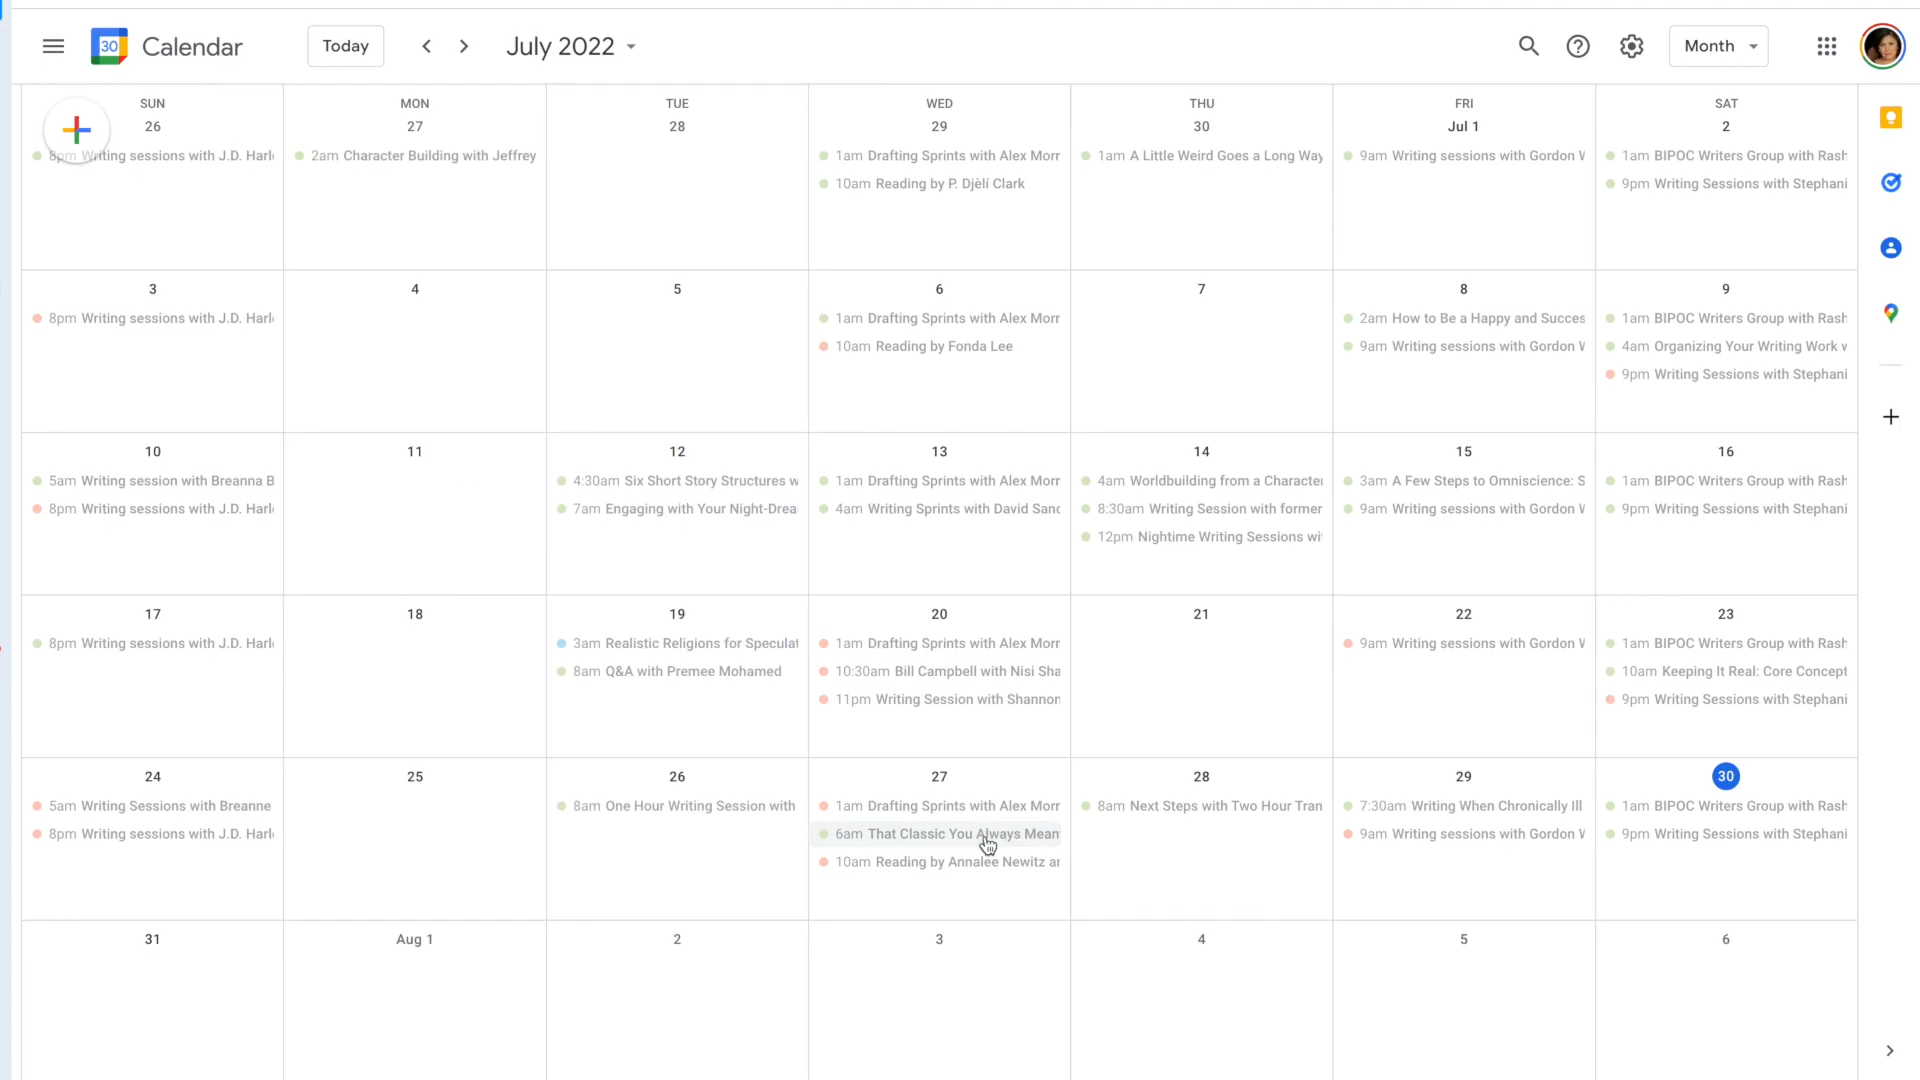 30 Calendar Today July 2022 Month
SUN MON TUE WED THU FRI SAT
26 27 28 29 30 Jul 1 2
8pm Writing sessions with J.D. Harl
2am Character Building with Jeffrey
1am Drafting Sprints with Alex Morr
10am Reading by P. Djèlí Clark
1am A Little Weird Goes a Long Way
9am Writing sessions with Gordon
1am BIPOC Writers Group with Rash
9pm Writing Sessions with Stephani
3 4 5 6 7 8 9
8pm Writing sessions with J.D. Harl
1am Drafting Sprints with Alex Morr
10am Reading by Fonda Lee
2am How to Be a Happy and Succes
9am Writing sessions with Gordon
1am BIPOC Writers Group with Rash
4am Organizing Your Writing Work
9pm Writing Sessions with Stephani
10 11 12 13 14 15 16
5am Writing session with Breanna B
8pm Writing sessions with J.D. Harl
4:30am Six Short Story Structures w
7am Engaging with Your Night-Drea
1am Drafting Sprints with Alex Morr
4am Writing Sprints with David Sand
4am Worldbuilding from a Character
8:30am Writing Session with former
12pm Nightime Writing Sessions wi
3am A Few Steps to Omniscience: S
9am Writing sessions with Gordon
1am BIPOC Writers Group with Rash
9pm Writing Sessions with Stephani
17 18 19 20 21 22 23
8pm Writing sessions with J.D. Harl
3am Realistic Religions for Speculat
8am Q&A with Premee Mohamed
1am Drafting Sprints with Alex Morr
10:30am Bill Campbell with Nisi Sha
11pm Writing Session with Shannon
9am Writing sessions with Gordon
1am BIPOC Writers Group with Rash
10am Keeping It Real: Core Concept
9pm Writing Sessions with Stephani
24 25 26 27 28 29 30
5am Writing Sessions with Breanne
8pm Writing sessions with J.D. Harl
8am One Hour Writing Session with
1am Drafting Sprints with Alex Morr
6am That Classic You Always Mean
10am Reading by Annalee Newitz ar
8am Next Steps with Two Hour Tran
7:30am Writing When Chronically Ill
9am Writing sessions with Gordon
1am BIPOC Writers Group with Rash
9pm Writing Sessions with Stephani
31 Aug 1 2 3 4 5 6